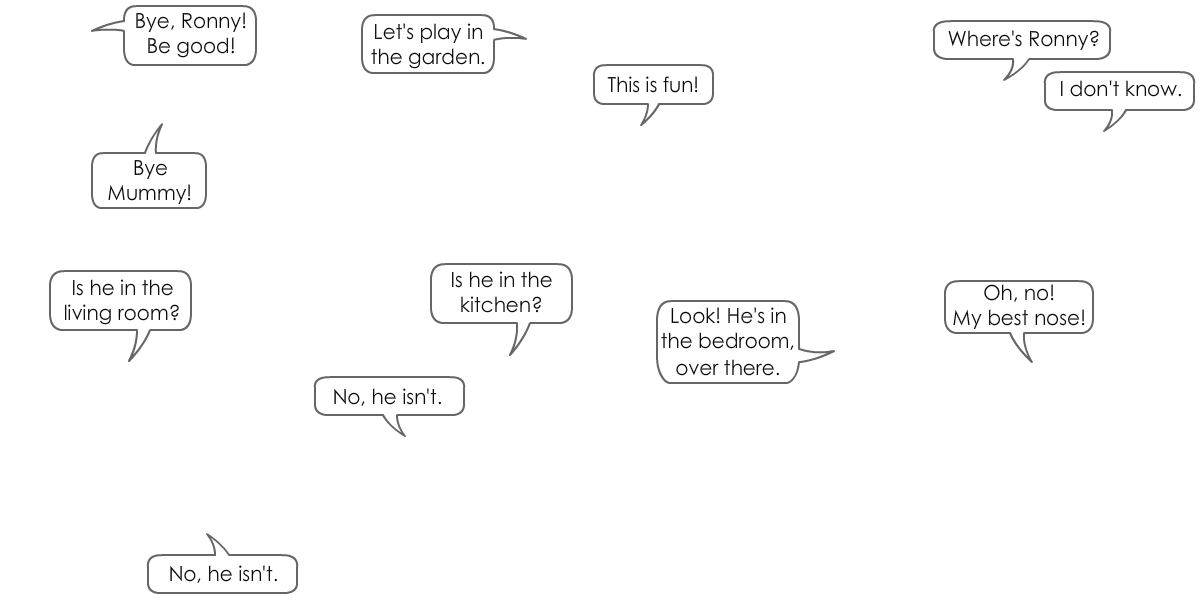 Bye, Ronny!
Be good!
Bye
Mummy!
Let's play in
the garden.
This is fun!
Where's Ronny?
I don't know.
Is he in the
living room?
No, he isn't.
Is he in the
kitchen?
No, he isn't.
Look! He's in
the bedroom,
over there.
Oh, no!
My best nose!